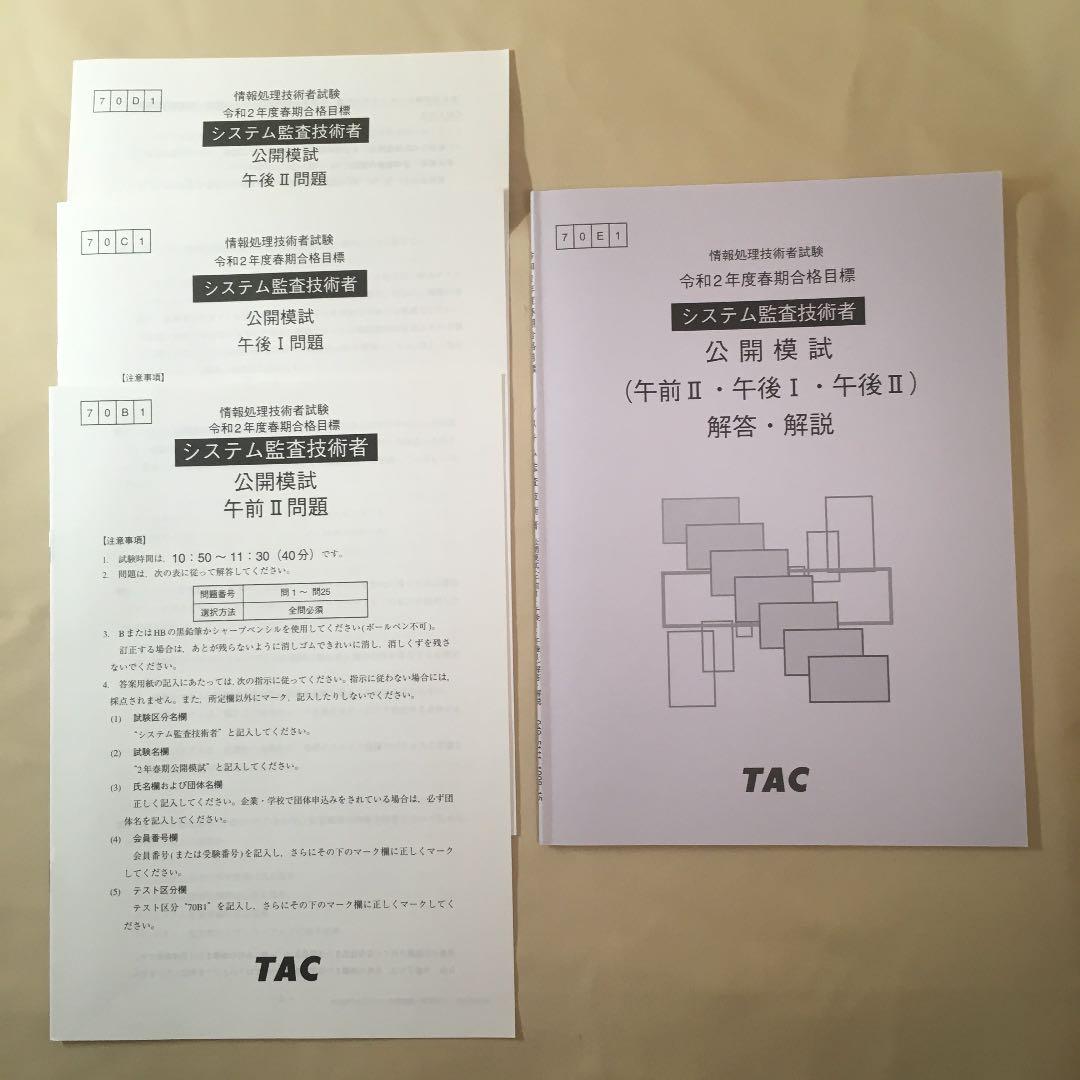 70D1
情報処理技術者試験
令和2年度春期合格目標
システム監査技術者
公開模試
午後Ⅱ問題
70C1
情報処理技術者試験
令和2年度春期合格目標
システム監査技術者
公開模試
午後Ⅰ問題
【注意事項】
70B1
情報処理技術者試験
令和2年度春期合格目標
システム監査技術者
公開模試
午前Ⅱ問題
【注意事項】
1. 試験時間は，10：50～11：30（40分）です。
2. 問題は，次の表に従って解答してください。
問題番号 問1～問25
選択方法 全問必須
3. BまたはHBの黒鉛筆かシャープペンシルを使用してください(ボールペン不可)。
訂正する場合は，あとが残らないように消しゴムできれいに消し，消しくずを残さ
ないでください。
4. 答案用紙の記入にあたっては,次の指示に従ってください。指示に従わない場合には,
採点されません。また，所定欄以外にマーク，記入したりしないでください。
(1) 試験区分名欄
“システム監査技術者”と記入してください。
(2) 試験名欄
“2年春期公開模試”と記入してください。
(3) 氏名欄および団体名欄
正しく記入してください。企業・学校で団体申込みをされている場合は，必ず団
体名を記入してください。
(4) 会員番号欄
会員番号(または受験番号)を記入し，さらにその下のマーク欄に正しくマーク
してください。
(5) テスト区分欄
テスト区分“70B1”を記入し，さらにその下のマーク欄に正しくマークしてく
ださい。
TAC
70E1
情報処理技術者試験
令和2年度春期合格目標
システム監査技術者
公開模試
（午前Ⅱ・午後Ⅰ・午後Ⅱ）
解答・解説
TAC